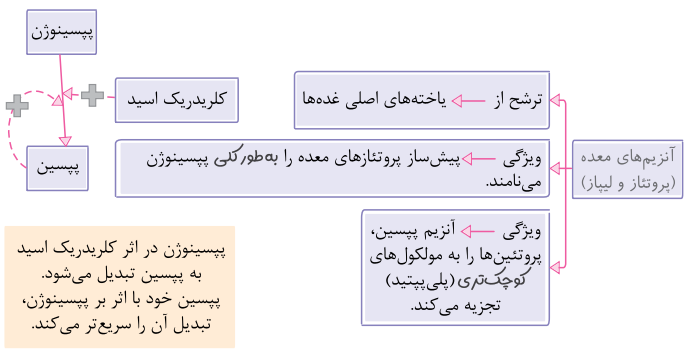 آنزیم‌های معده
(پروتئاز و لیپاز)
ترشح از یاخته‌های اصلی غده‌ها
ویژگی پیش‌ساز پروتئازهای معده را به‌طور کلی پپسینوژن
می‌نامند.
ویژگی آنزیم پپسین،
پروتئین‌ها را به مولکول‌های
کوچک‌تری (پلی‌پپتید)
تجزیه می‌کند.
پپسینوژن
کلریدریک اسید
پپسین
پپسینوژن در اثر کلریدریک اسید
به پپسین تبدیل می‌شود.
پپسین خود با اثر بر پپسینوژن،
تبدیل آن را سریع‌تر می‌کند.